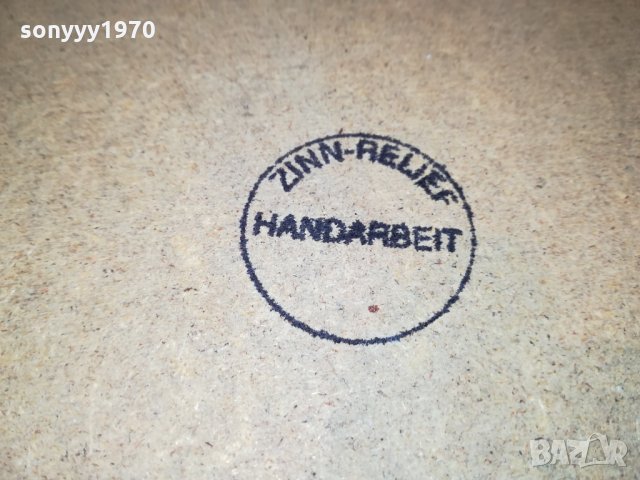 sonyyy1970
ZINN-RELIEF
HANDARBEIT
BAZAR